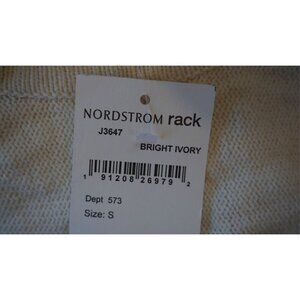 NORDSTROM rack
J3647
BRIGHT IVORY
1 91208 26979 2
Dept 573
Size: S